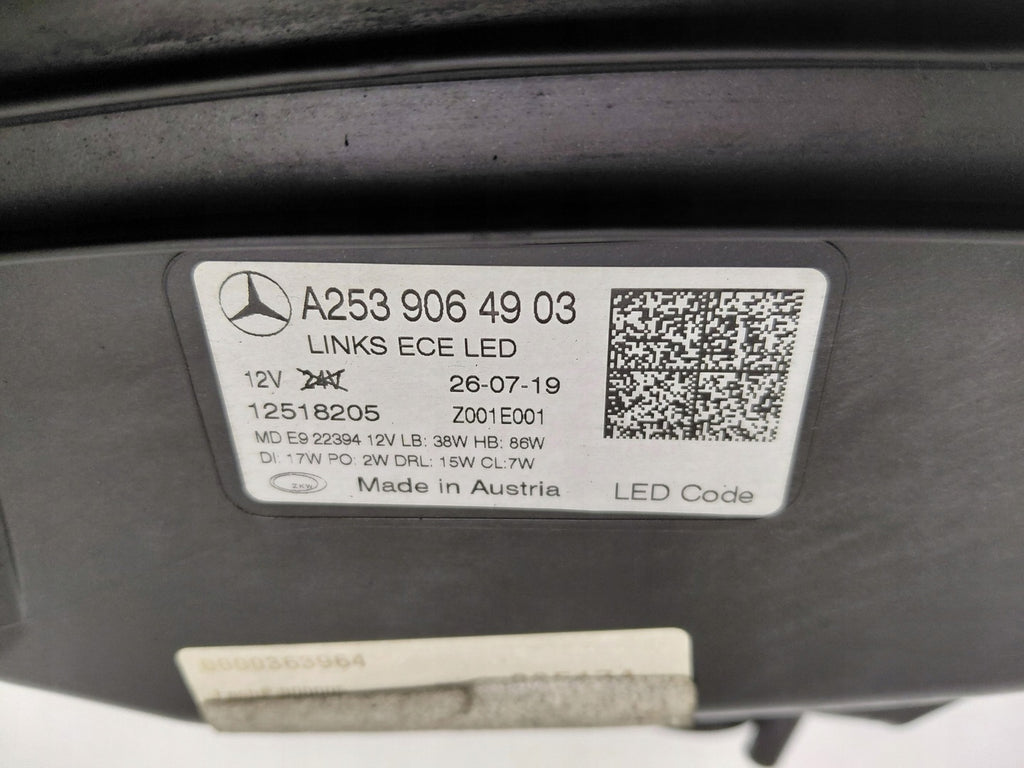 A253 906 49 03
LINKS ECE LED
12V 24V 26-07-19
12518205 Z001E001
MD E9 22394 12V LB: 38W HB: 86W
DI: 17W PO: 2W DRL: 15W CL:7W
ZKW Made in Austria LED Code
0000363964